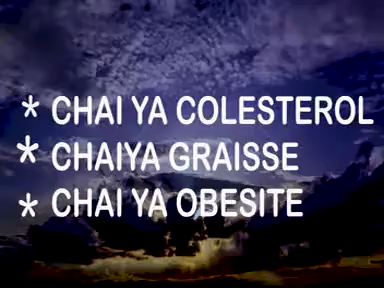 * CHAI YA COLESTEROL
* CHAIYA GRAISSE
* CHAI YA OBESITE